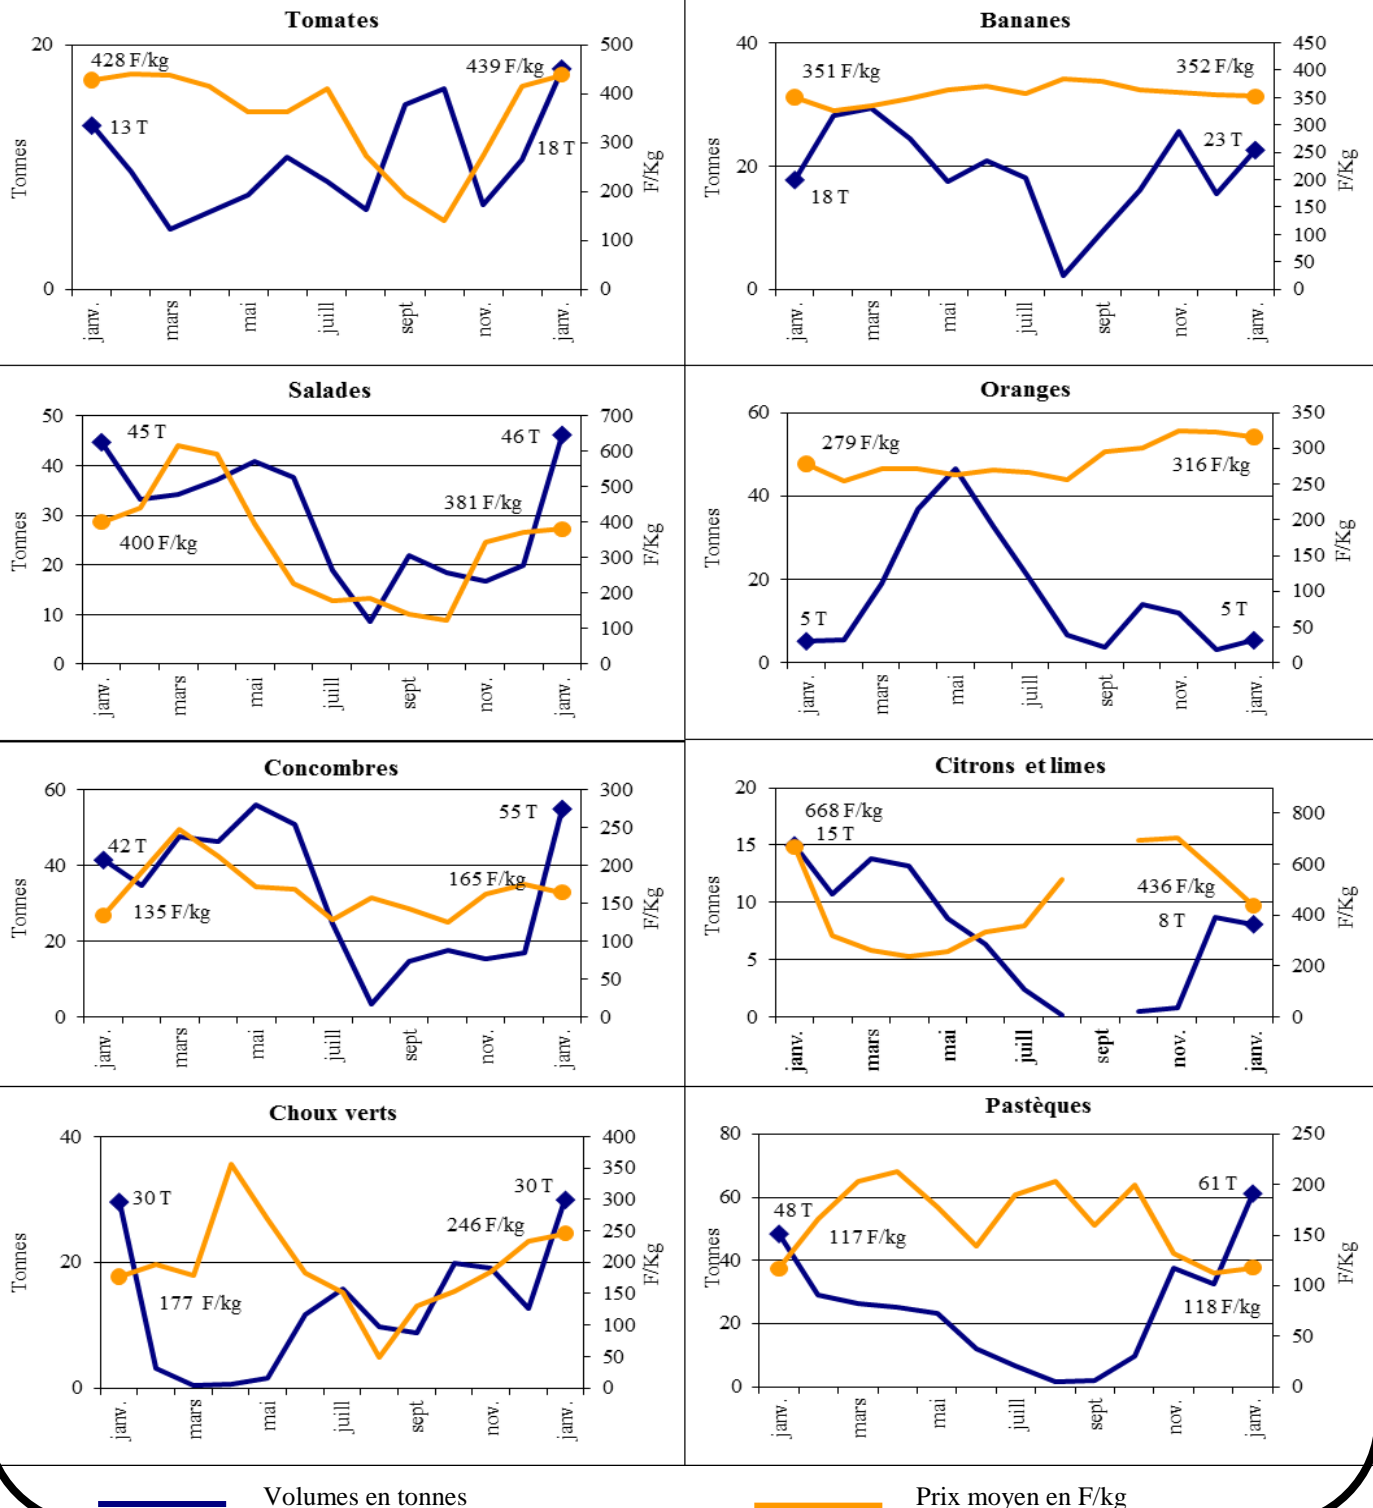 Tomates
20
0
Tonnes
500
400
300
200
100
0
F/Kg
428 F/kg
439 F/kg
13 T
18 T
janv.
mars
mai
juill
sept
nov.
janv.
Bananes
40
20
0
Tonnes
450
400
350
300
250
200
150
100
50
0
F/Kg
351 F/kg
352 F/kg
18 T
23 T
janv.
mars
mai
juill
sept
nov.
janv.
Salades
50
40
30
20
10
0
Tonnes
700
600
500
400
300
200
100
0
F/Kg
45 T
46 T
400 F/kg
381 F/kg
janv.
mars
mai
juill
sept
nov.
janv.
Oranges
60
40
20
0
Tonnes
350
300
250
200
150
100
50
0
F/Kg
279 F/kg
316 F/kg
5 T
5 T
janv.
mars
mai
juill
sept
nov.
janv.
Concombres
60
40
20
0
Tonnes
300
250
200
150
100
50
0
F/Kg
42 T
55 T
135 F/kg
165 F/kg
janv.
mars
mai
juill
sept
nov.
janv.
Citrons et limes
20
15
10
5
0
Tonnes
800
600
400
200
0
F/Kg
668 F/kg
15 T
436 F/kg
8 T
janv.
mars
mai
juill
sept
nov.
janv.
Choux verts
40
20
0
Tonnes
400
350
300
250
200
150
100
50
0
F/Kg
30 T
30 T
177 F/kg
246 F/kg
janv.
mars
mai
juill
sept
nov.
janv.
Pastèques
80
60
40
20
0
Tonnes
250
200
150
100
50
0
F/Kg
48 T
61 T
117 F/kg
118 F/kg
janv.
mars
mai
juill
sept
nov.
janv.
Volumes en tonnes
Prix moyen en F/kg